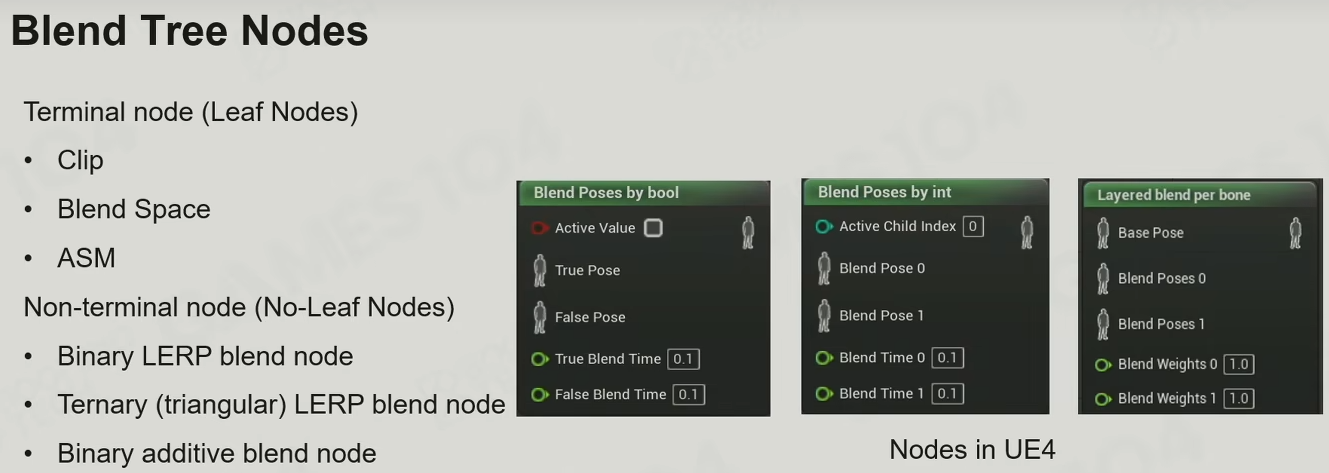 Blend Tree Nodes
Terminal node (Leaf Nodes)
• Clip
• Blend Space
• ASM
Non-terminal node (No-Leaf Nodes)
• Binary LERP blend node
• Ternary (triangular) LERP blend node
• Binary additive blend node
Blend Poses by bool
Active Value
True Pose
False Pose
True Blend Time 0.1
False Blend Time 0.1
Blend Poses by int
Active Child Index 0
Blend Pose 0
Blend Pose 1
Blend Time 0 0.1
Blend Time 1 0.1
Layered blend per bone
Base Pose
Blend Poses 0
Blend Poses 1
Blend Weights 0 1.0
Blend Weights 1 1.0
Nodes in UE4